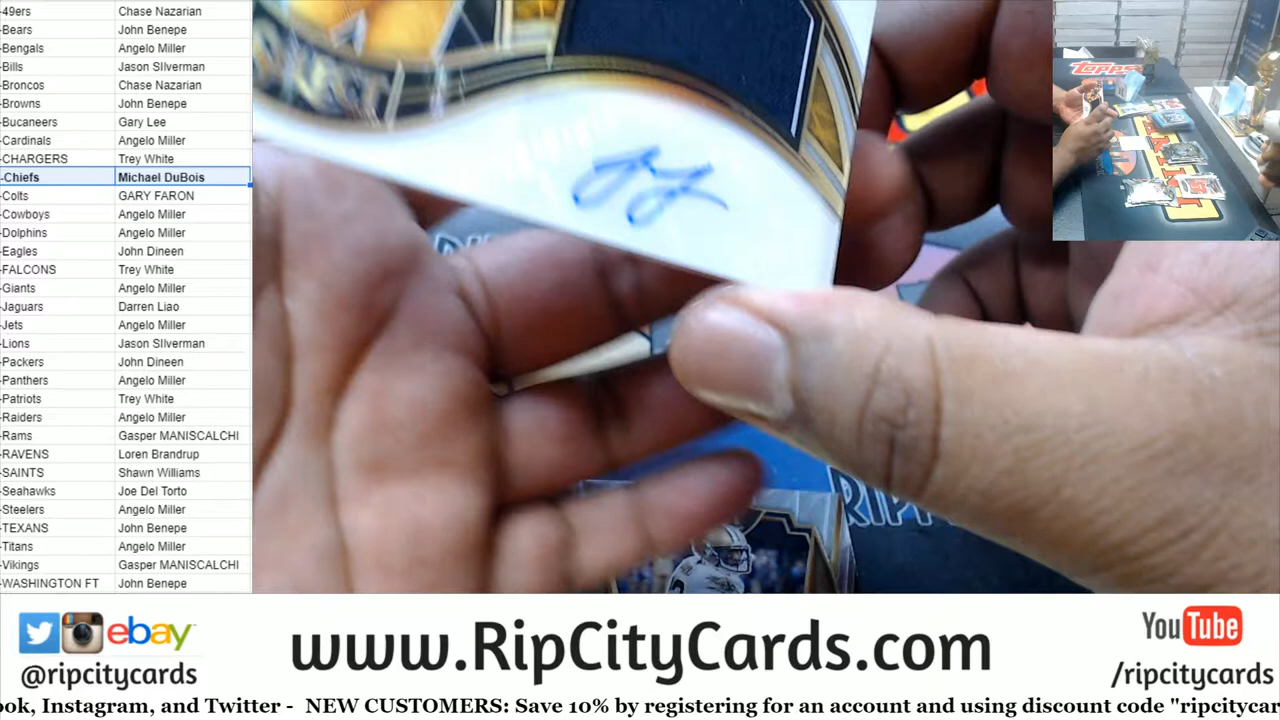 -49ers Chase Nazarian
-Bears John Benepe
-Bengals Angelo Miller
-Bills Jason SIlverman
-Broncos Chase Nazarian
-Browns John Benepe
-Bucaneers Gary Lee
-Cardinals Angelo Miller
-CHARGERS Trey White
-Chiefs Michael DuBois
-Colts GARY FARON
-Cowboys Angelo Miller
-Dolphins Angelo Miller
-Eagles John Dineen
-FALCONS Trey White
-Giants Angelo Miller
-Jaguars Darren Liao
-Jets Angelo Miller
-Lions Jason SIlverman
-Packers John Dineen
-Panthers Angelo Miller
-Patriots Trey White
-Raiders Angelo Miller
-Rams Gasper MANISCALCHI
-RAVENS Loren Brandrup
-SAINTS Shawn Williams
-Seahawks Joe Del Torto
-Steelers Angelo Miller
-TEXANS John Benepe
-Titans Angelo Miller
-Vikings Gasper MANISCALCHI
-WASHINGTON FT John Benepe
Topps
ebay
@ripcitycards
www.RipCityCards.com
YouTube
/ripcitycards
ook, Instagram, and Twitter - NEW CUSTOMERS: Save 10% by registering for an account and using discount code "ripcitycar